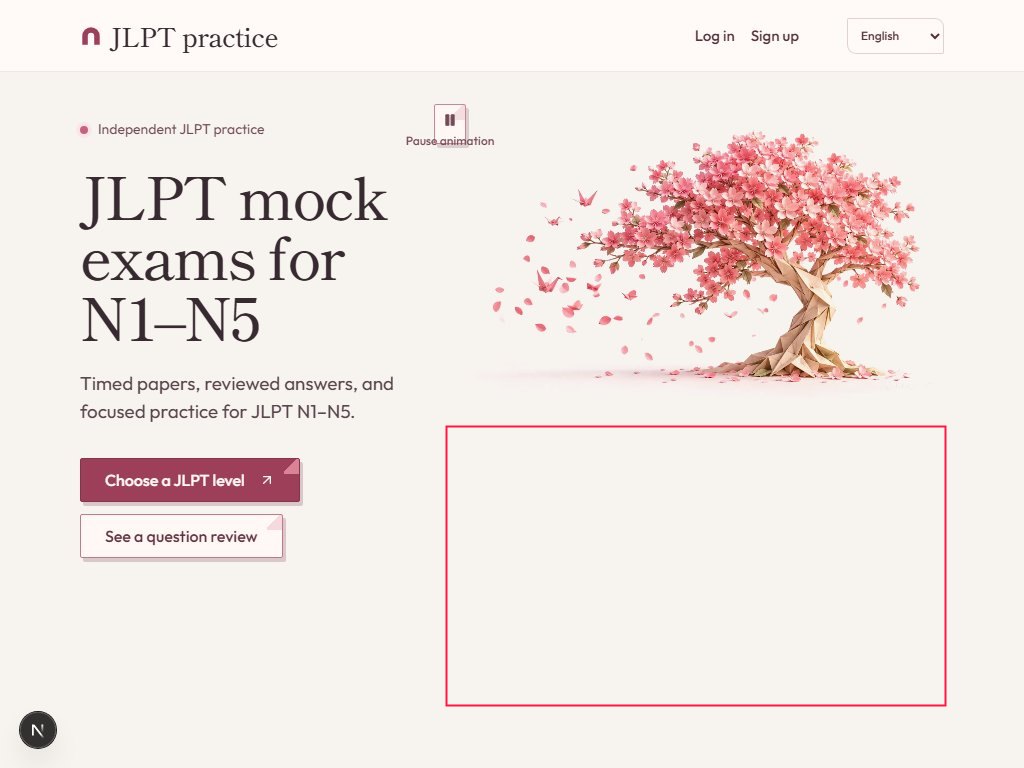 JLPT practice
Log in
Sign up
English
Independent JLPT practice
Pause animation
JLPT mock
exams for
N1–N5
Timed papers, reviewed answers, and
focused practice for JLPT N1–N5.
Choose a JLPT level
See a question review
N